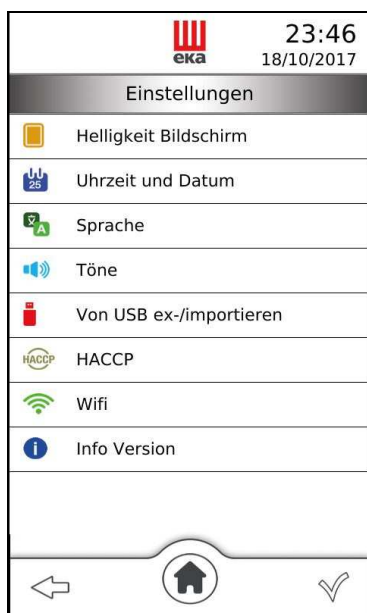 eka
23:46
18/10/2017
Einstellungen
Helligkeit Bildschirm
25
Uhrzeit und Datum
A
Sprache
Töne
Von USB ex-/importieren
HACCP
HACCP
Wifi
i
Info Version